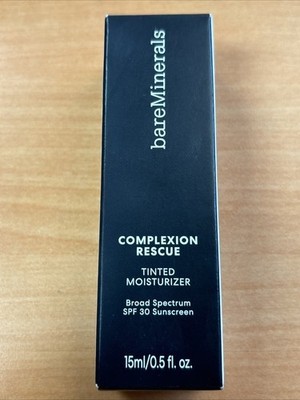 bareMinerals
COMPLEXION
RESCUE
TINTED
MOISTURIZER
Broad Spectrum
SPF 30 Sunscreen
15ml/0.5 fl. oz.